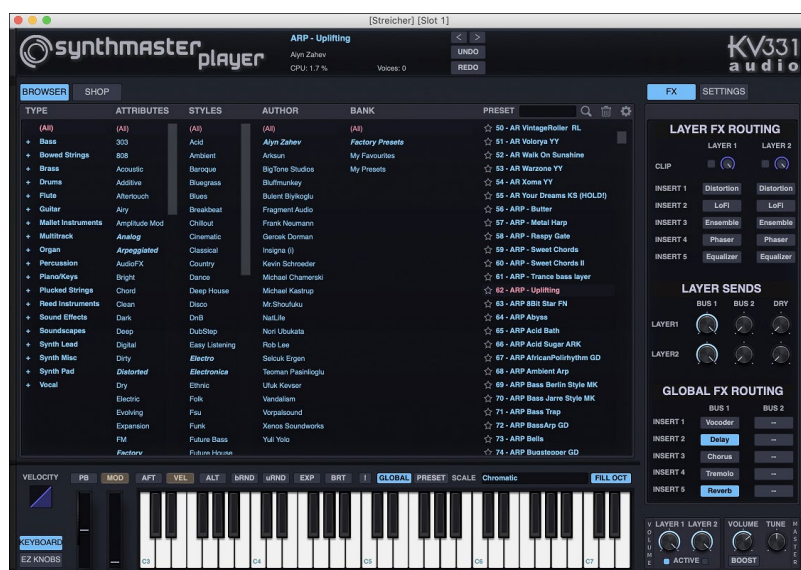 [Streicher] [Slot 1]
synthmaster player
ARP - Uplifting
Aiyn Zahev
CPU: 1.7 %
Voices: 0
<
>
UNDO
REDO
KV331
audio
BROWSER
SHOP
FX
SETTINGS
TYPE
(All)
+ Bass
+ Bowed Strings
+ Brass
+ Drums
+ Flute
+ Guitar
+ Mallet Instruments
+ Multitrack
+ Organ
+ Percussion
+ Piano/Keys
+ Plucked Strings
+ Reed Instruments
+ Sound Effects
+ Soundscapes
+ Synth Lead
+ Synth Misc
+ Synth Pad
+ Vocal
ATTRIBUTES
(All)
303
808
Acoustic
Additive
Aftertouch
Airy
Amplitude Mod
Analog
Arpeggiated
AudioFX
Bright
Chord
Clean
Dark
Deep
Digital
Dirty
Distorted
Dry
Electric
Evolving
Expansion
FM
Factory
STYLES
(All)
Acid
Ambient
Baroque
Bluegrass
Blues
Breakbeat
Chillout
Cinematic
Classical
Country
Dance
Deep House
Disco
DnB
DubStep
Easy Listening
Electro
Electronica
Ethnic
Folk
Fsu
Funk
Future Bass
Future House
AUTHOR
(All)
Aiyn Zahev
Arksun
BigTone Studios
Bluffmunkey
Bulent Biyikoglu
Fragment Audio
Frank Neumann
Gercek Dorman
Insigna (i)
Kevin Schroeder
Michael Chamerski
Michael Kastrup
Mr.Shoufuku
NatLife
Nori Ubukata
Rob Lee
Selcuk Ergen
Teoman Pasinlioglu
Ufuk Kevser
Vandalism
Vorpalsound
Xenos Soundworks
Yuli Yolo
BANK
(All)
Factory Presets
My Favourites
My Presets
PRESET
50 - AR VintageRoller RL
51 - AR Volorya YY
52 - AR Walk On Sunshine
53 - AR Warzone YY
54 - AR Xoma YY
55 - AR Your Dreams KS (HOLD!)
56 - ARP - Butter
57 - ARP - Metal Harp
58 - ARP - Raspy Gate
59 - ARP - Sweet Chords
60 - ARP - Sweet Chords II
61 - ARP - Trance bass layer
62 - ARP - Uplifting
63 - ARP 8Bit Star FN
64 - ARP Abyss
65 - ARP Acid Bath
66 - ARP Acid Sugar ARK
67 - ARP AfricanPolirhythm GD
68 - ARP Ambient Arp
69 - ARP Bass Berlin Style MK
70 - ARP Bass Jarre Style MK
71 - ARP Bass Trap
72 - ARP BassArp GD
73 - ARP Bells
74 - ARP Bugstepper GD
LAYER FX ROUTING
LAYER 1 LAYER 2
CLIP
INSERT 1 Distortion Distortion
INSERT 2 LoFi LoFi
INSERT 3 Ensemble Ensemble
INSERT 4 Phaser Phaser
INSERT 5 Equalizer Equalizer
LAYER SENDS
BUS 1 BUS 2 DRY
LAYER1
LAYER2
GLOBAL FX ROUTING
BUS 1 BUS 2
INSERT 1 Vocoder --
INSERT 2 Delay --
INSERT 3 Chorus --
INSERT 4 Tremolo --
INSERT 5 Reverb --
VELOCITY PB MOD AFT VEL ALT bRND uRND EXP BRT ! GLOBAL PRESET SCALE Chromatic FILL OCT
KEYBOARD
EZ KNOBS
C3 C4 C5 C6 C7
VOLUME
LAYER 1 LAYER 2
ACTIVE
VOLUME TUNE
BOOST
MASTER